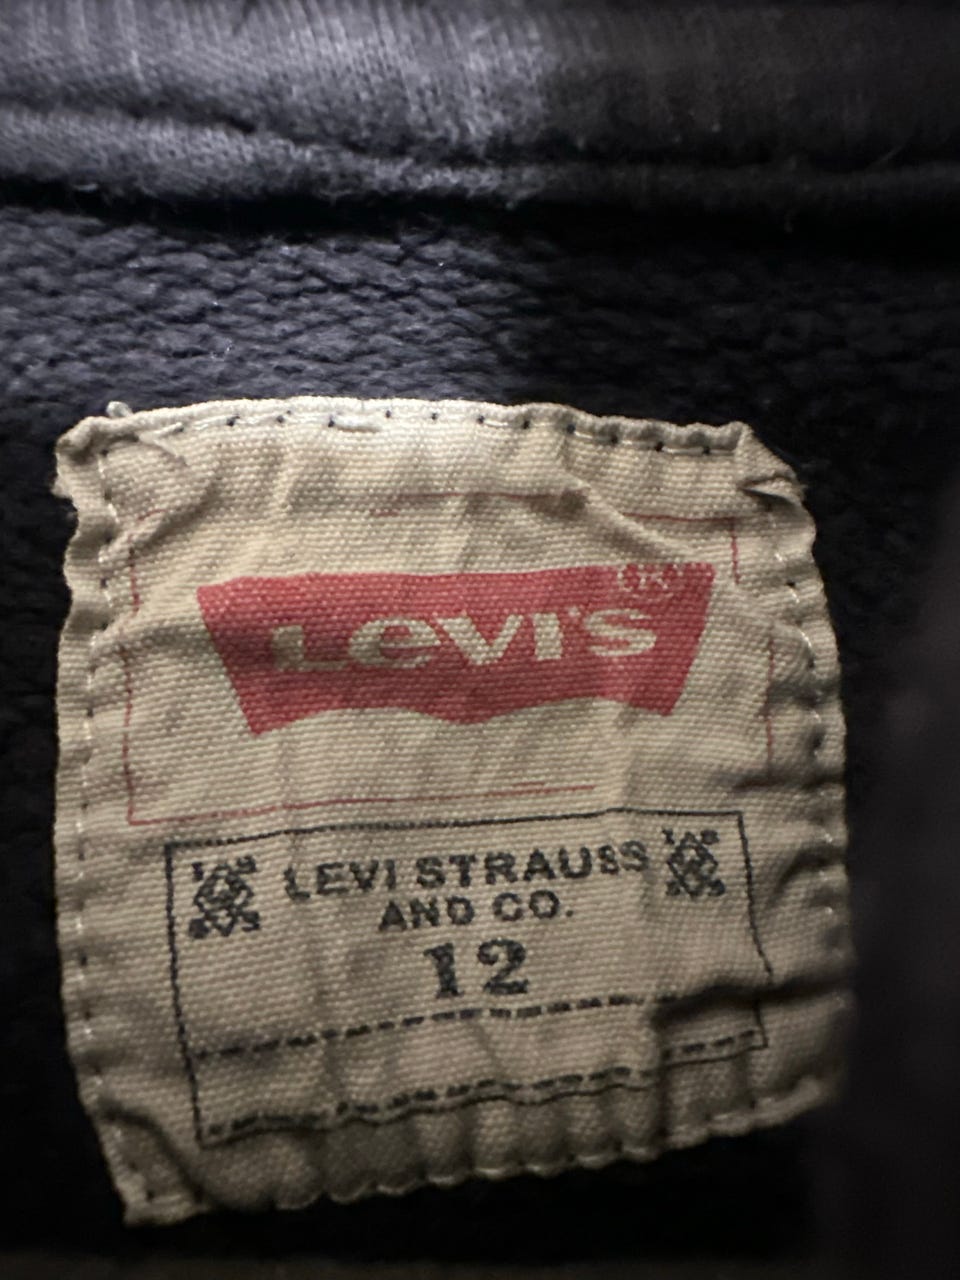 Levi's ®
LEVI STRAUSS
AND CO.
12